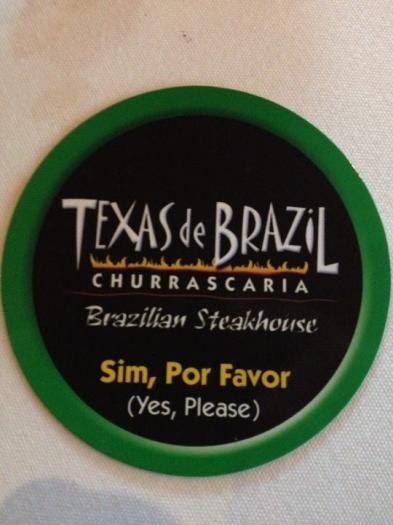 TEXAS de BRAZIL
CHURRASCARIA
Brazilian Steakhouse
Sim, Por Favor
(Yes, Please)